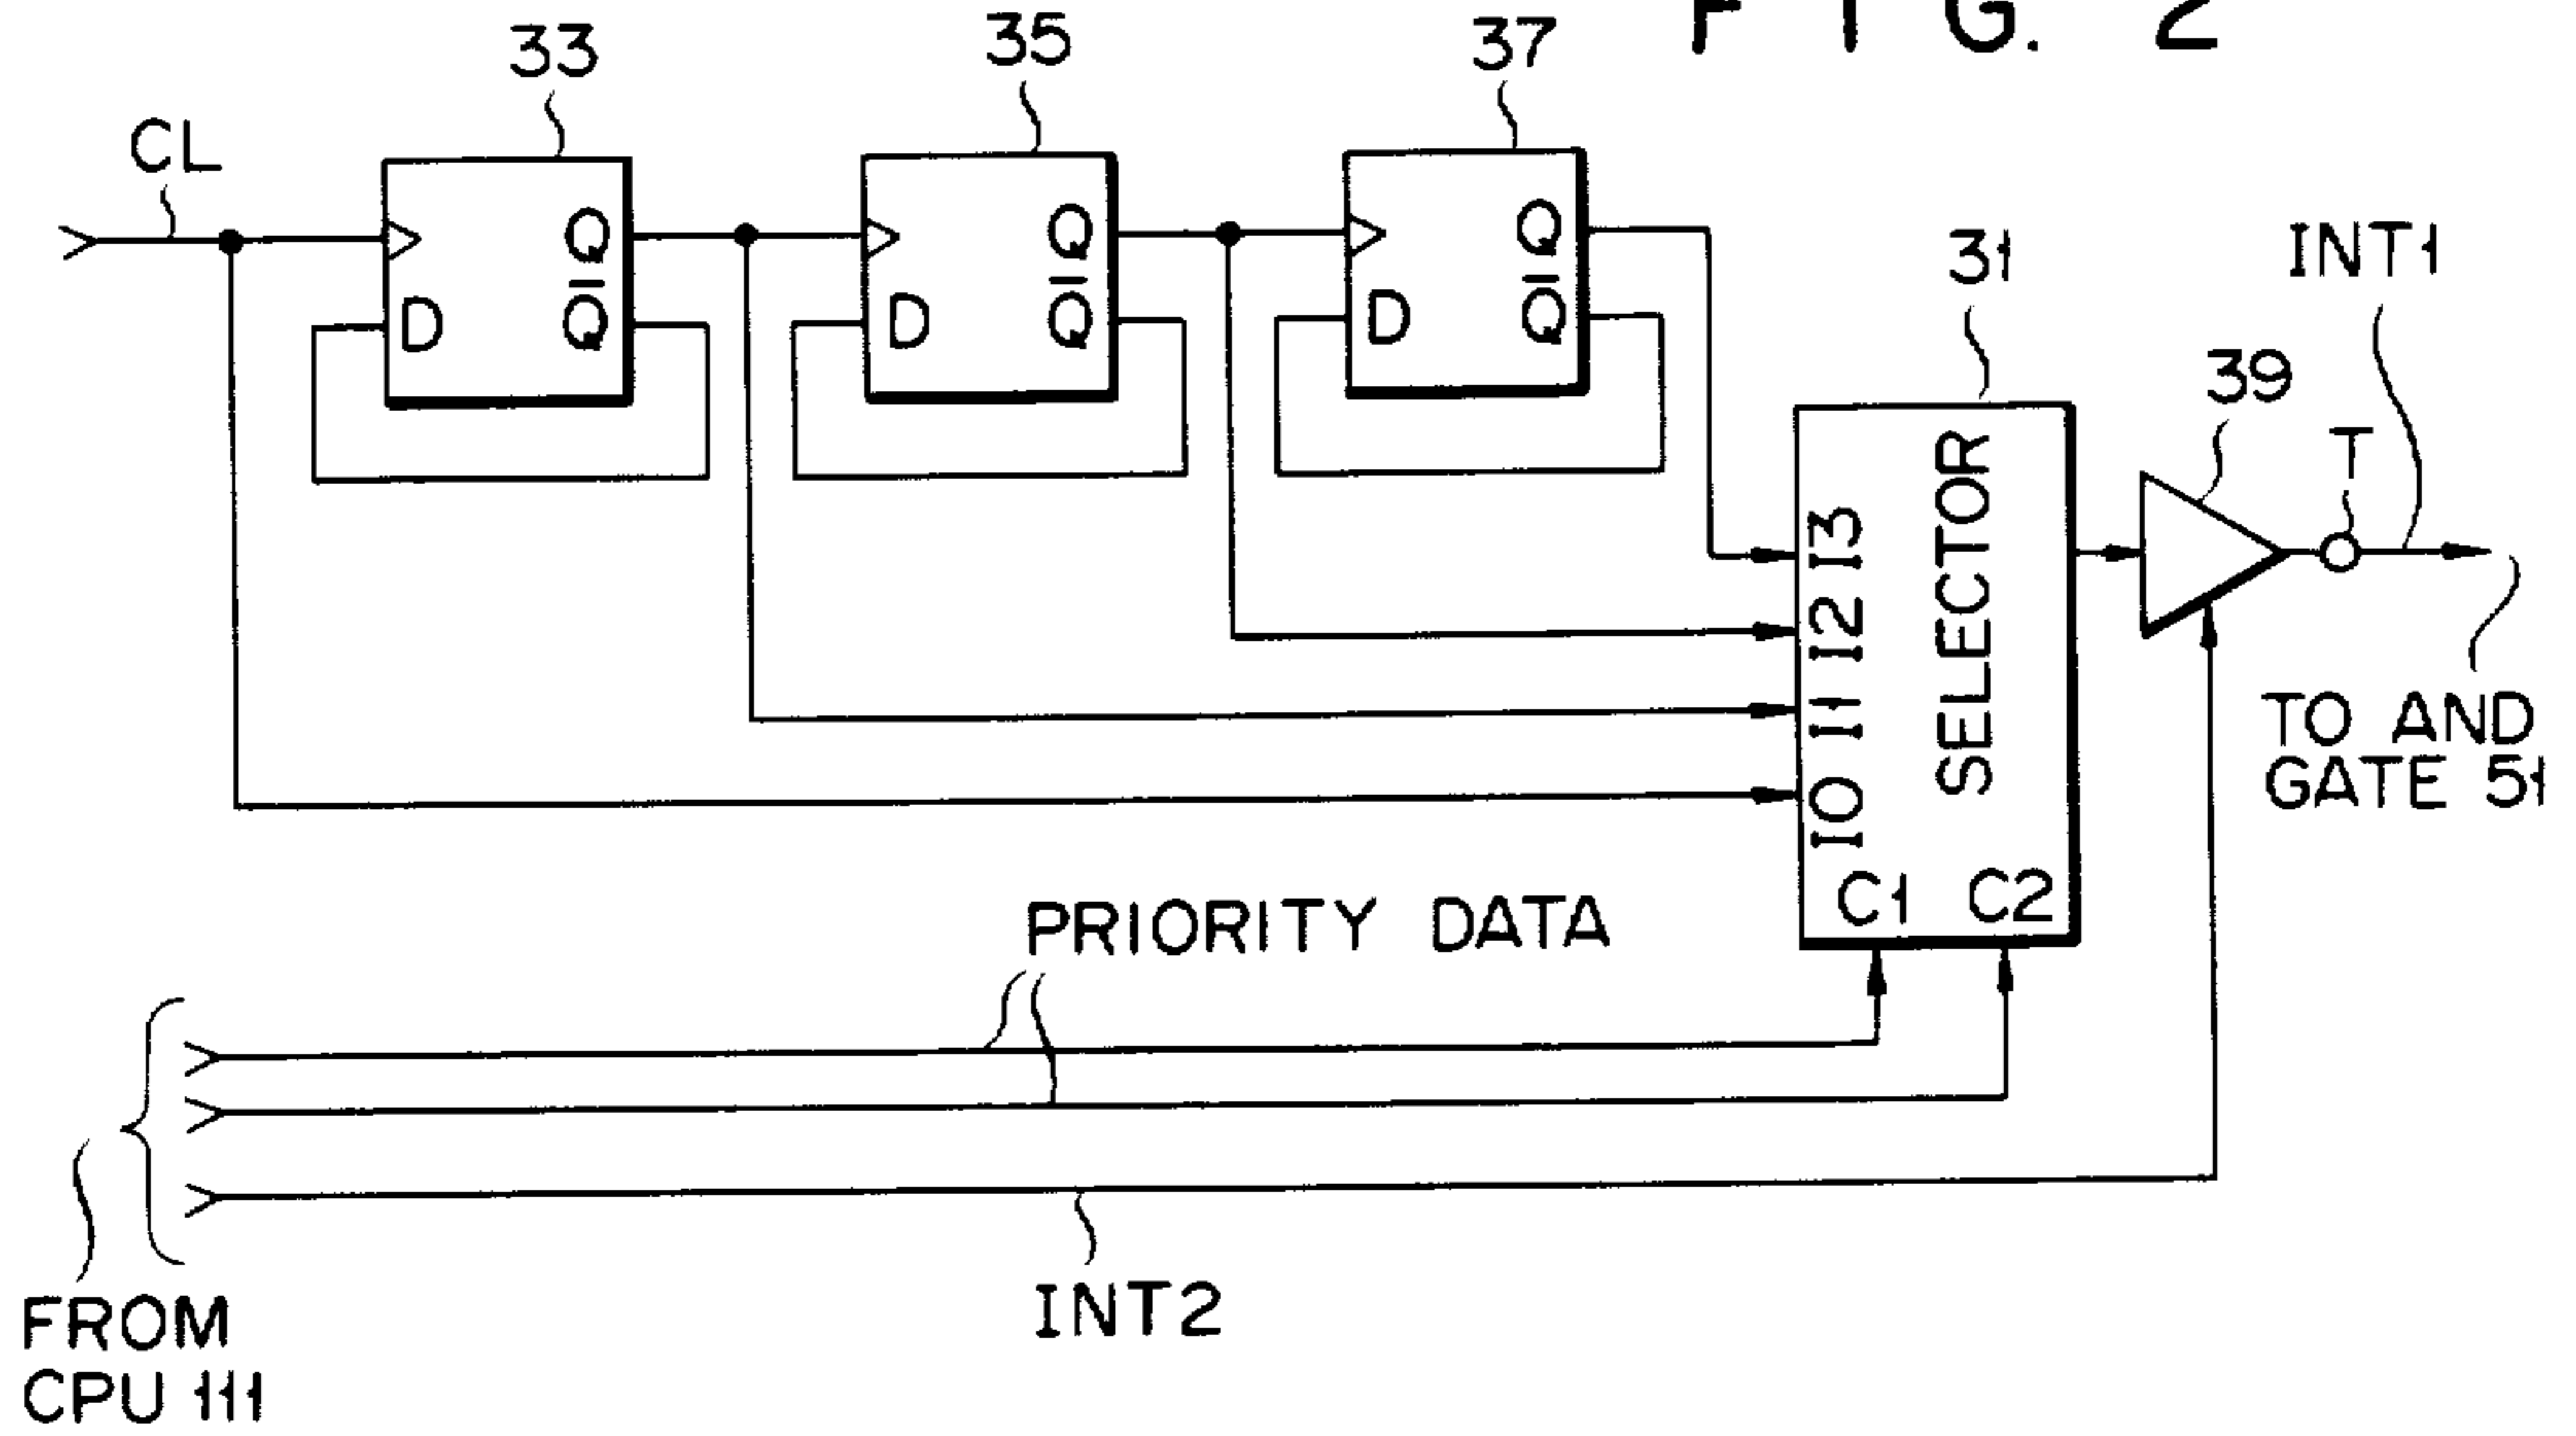 FIG. 2
33
35
37
CL
Q
Q̅
D
Q
Q̅
D
Q
Q̅
D
31
INT1
39
T
I3
I2
I1
I0
SELECTOR
C1 C2
TO AND
GATE 51
PRIORITY DATA
INT2
FROM
CPU 111